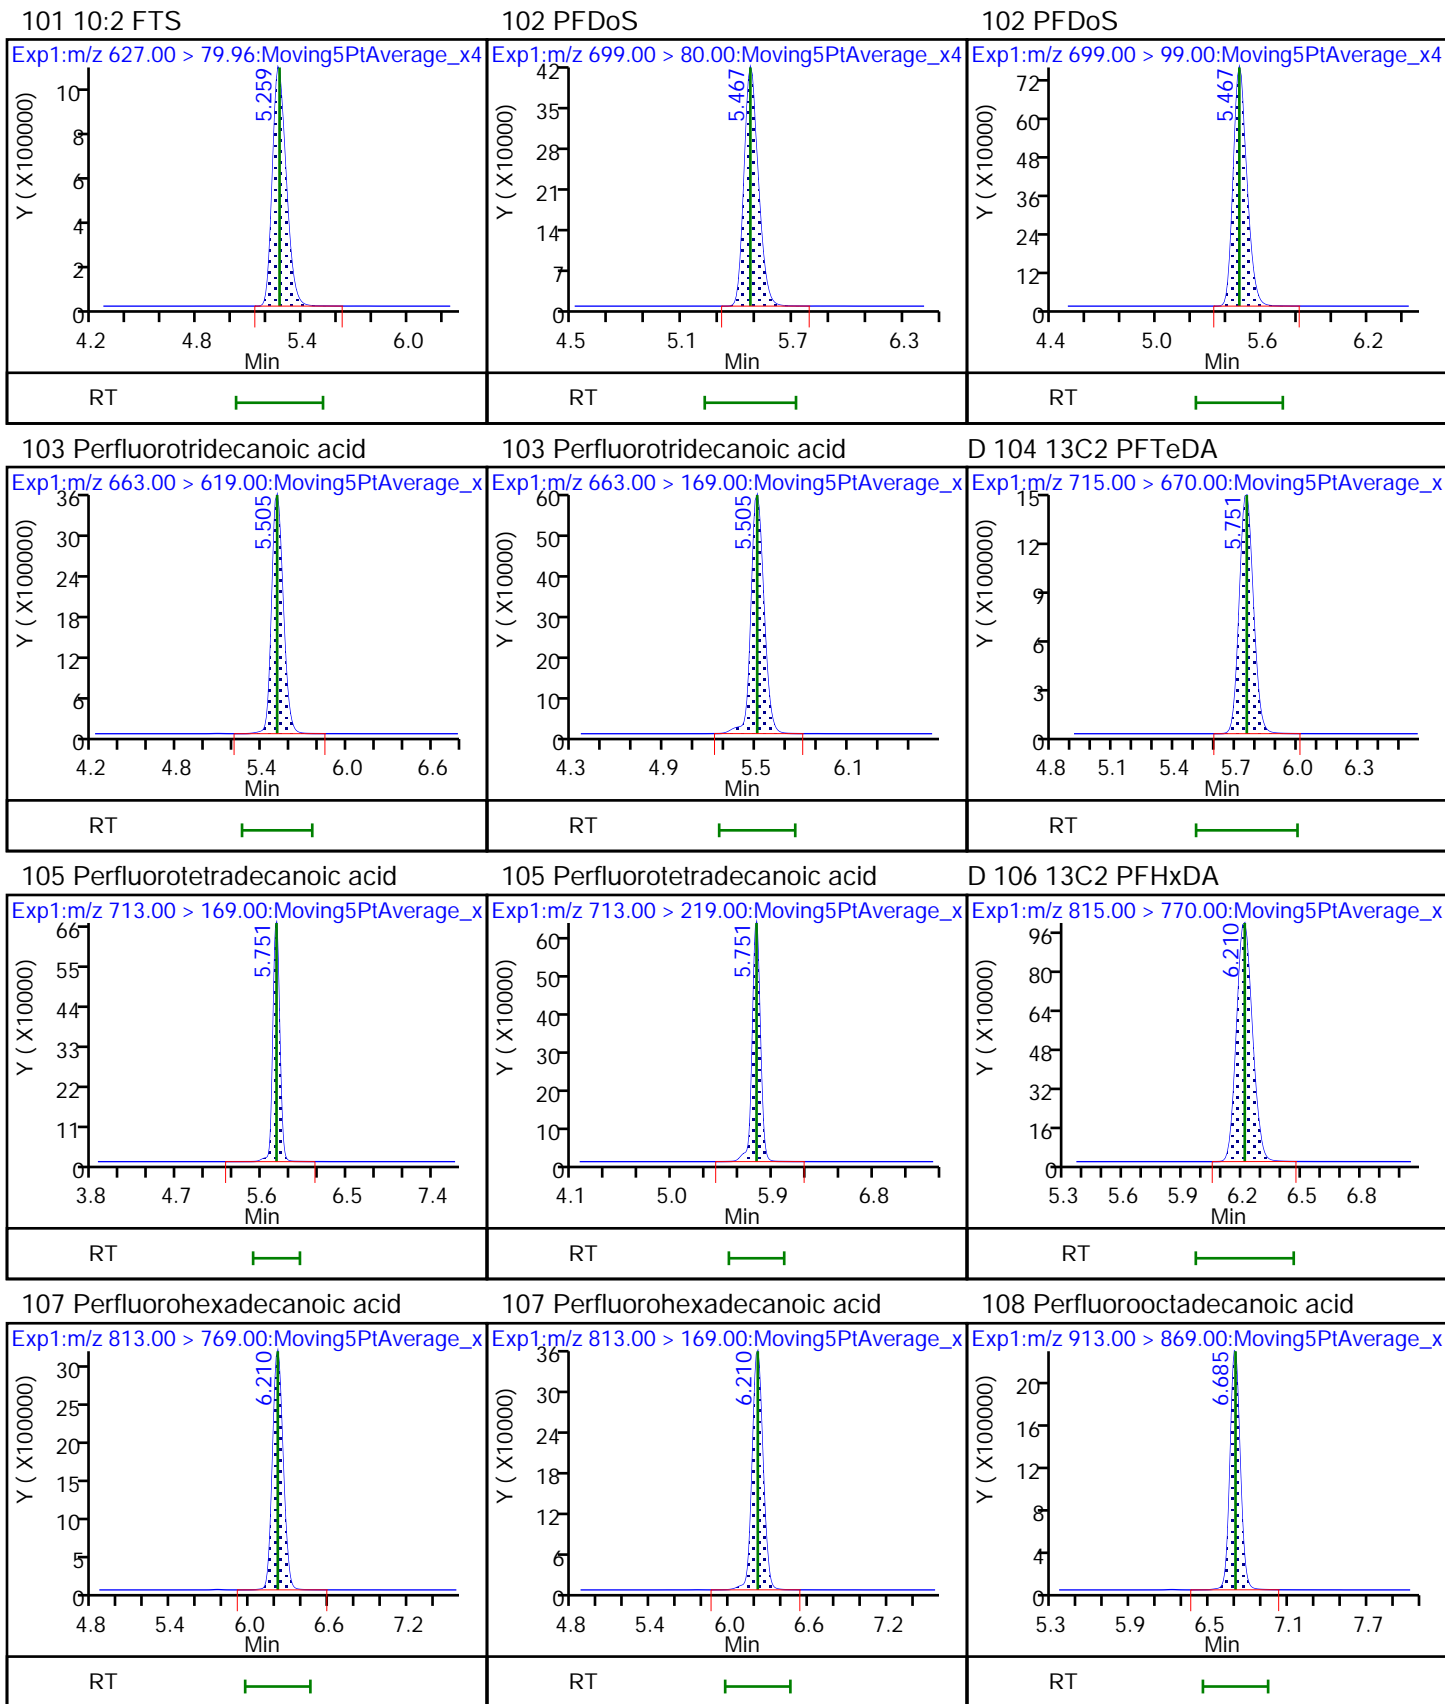 101 10:2 FTS
Exp1:m/z 627.00 > 79.96:Moving5PtAverage_x4
5.259
Y ( X100000)
10
8
6
4
2
0
4.2 4.8 5.4 6.0
Min
RT
102 PFDoS
Exp1:m/z 699.00 > 80.00:Moving5PtAverage_x4
5.467
Y ( X100000)
42
35
28
21
14
7
0
4.5 5.1 5.7 6.3
Min
RT
102 PFDoS
Exp1:m/z 699.00 > 99.00:Moving5PtAverage_x4
5.467
Y ( X10000)
72
60
48
36
24
12
0
4.4 5.0 5.6 6.2
Min
RT
103 Perfluorotridecanoic acid
Exp1:m/z 663.00 > 619.00:Moving5PtAverage_x
5.505
Y ( X100000)
36
30
24
18
12
6
0
4.2 4.8 5.4 6.0 6.6
Min
RT
103 Perfluorotridecanoic acid
Exp1:m/z 663.00 > 169.00:Moving5PtAverage_x
5.505
Y ( X10000)
60
50
40
30
20
10
0
4.3 4.9 5.5 6.1
Min
RT
D 104 13C2 PFTeDA
Exp1:m/z 715.00 > 670.00:Moving5PtAverage_x
5.751
Y ( X100000)
15
12
9
6
3
0
4.8 5.1 5.4 5.7 6.0 6.3
Min
RT
105 Perfluorotetradecanoic acid
Exp1:m/z 713.00 > 169.00:Moving5PtAverage_x
5.751
Y ( X10000)
66
55
44
33
22
11
0
3.8 4.7 5.6 6.5 7.4
Min
RT
105 Perfluorotetradecanoic acid
Exp1:m/z 713.00 > 219.00:Moving5PtAverage_x
5.751
Y ( X10000)
60
50
40
30
20
10
0
4.1 5.0 5.9 6.8
Min
RT
D 106 13C2 PFHxDA
Exp1:m/z 815.00 > 770.00:Moving5PtAverage_x
6.210
Y ( X10000)
96
80
64
48
32
16
0
5.3 5.6 5.9 6.2 6.5 6.8
Min
RT
107 Perfluorohexadecanoic acid
Exp1:m/z 813.00 > 769.00:Moving5PtAverage_x
6.210
Y ( X100000)
30
25
20
15
10
5
0
4.8 5.4 6.0 6.6 7.2
Min
RT
107 Perfluorohexadecanoic acid
Exp1:m/z 813.00 > 169.00:Moving5PtAverage_x
6.210
Y ( X10000)
36
30
24
18
12
6
0
4.8 5.4 6.0 6.6 7.2
Min
RT
108 Perfluorooctadecanoic acid
Exp1:m/z 913.00 > 869.00:Moving5PtAverage_x
6.685
Y ( X100000)
20
16
12
8
4
0
5.3 5.9 6.5 7.1 7.7
Min
RT